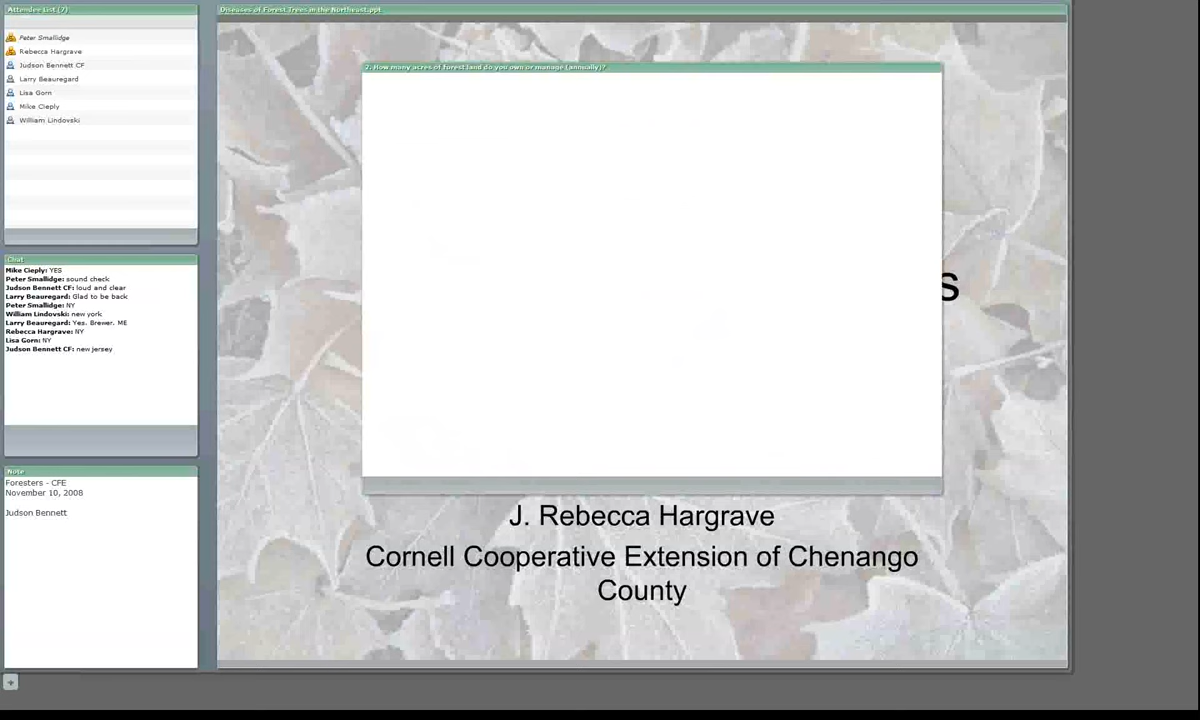 Attendee List (7)
Peter Smallidge
Rebecca Hargrave
Judson Bennett CF
Larry Beauregard
Lisa Gorn
Mike Cieply
William Lindovski
Chat
Mike Cieply: YES
Peter Smallidge: sound check
Judson Bennett CF: loud and clear
Larry Beauregard: Glad to be back
Peter Smallidge: NY
William Lindovski: new york
Larry Beauregard: Yes. Brewer, ME
Rebecca Hargrave: NY
Lisa Gorn: NY
Judson Bennett CF: new jersey
Note
Foresters - CFE
November 10, 2008
Judson Bennett
Diseases of Forest Trees in the Northeast.ppt
2. How many acres of forest land do you own or manage (annually)?
s
J. Rebecca Hargrave
Cornell Cooperative Extension of Chenango
County